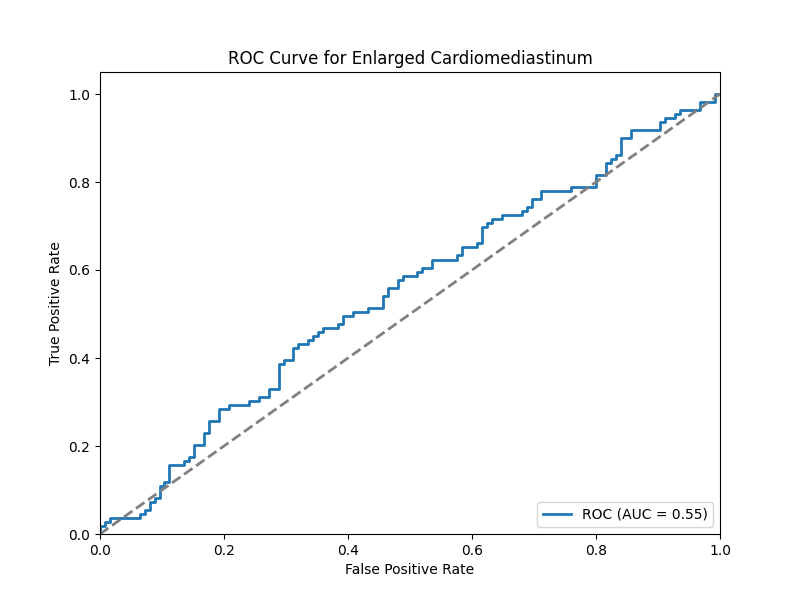 ROC Curve for Enlarged Cardiomediastinum
True Positive Rate
1.0
0.8
0.6
0.4
0.2
0.0
ROC (AUC = 0.55)
0.0 0.2 0.4 0.6 0.8 1.0
False Positive Rate